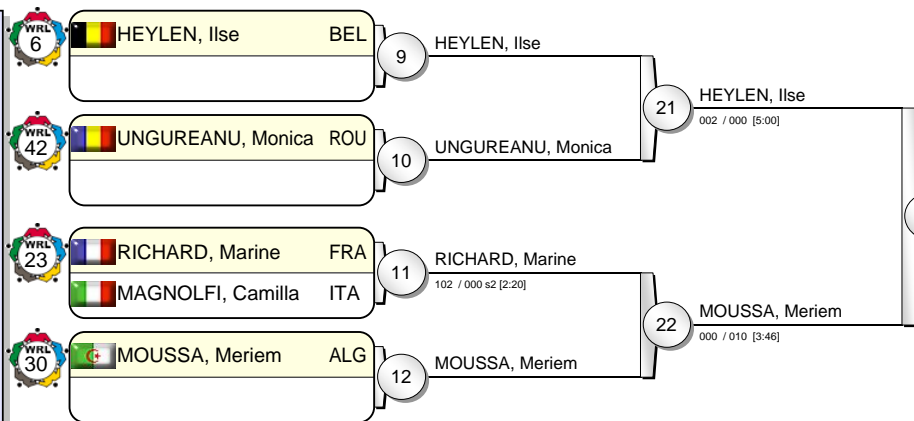 WRL
6
HEYLEN, Ilse BEL
9
HEYLEN, Ilse
WRL
42
UNGUREANU, Monica ROU
10
UNGUREANU, Monica
21
HEYLEN, Ilse
002 / 000 [5:00]
WRL
23
RICHARD, Marine FRA
MAGNOLFI, Camilla ITA
11
RICHARD, Marine
102 / 000 s2 [2:20]
WRL
30
MOUSSA, Meriem ALG
12
MOUSSA, Meriem
22
MOUSSA, Meriem
000 / 010 [3:46]